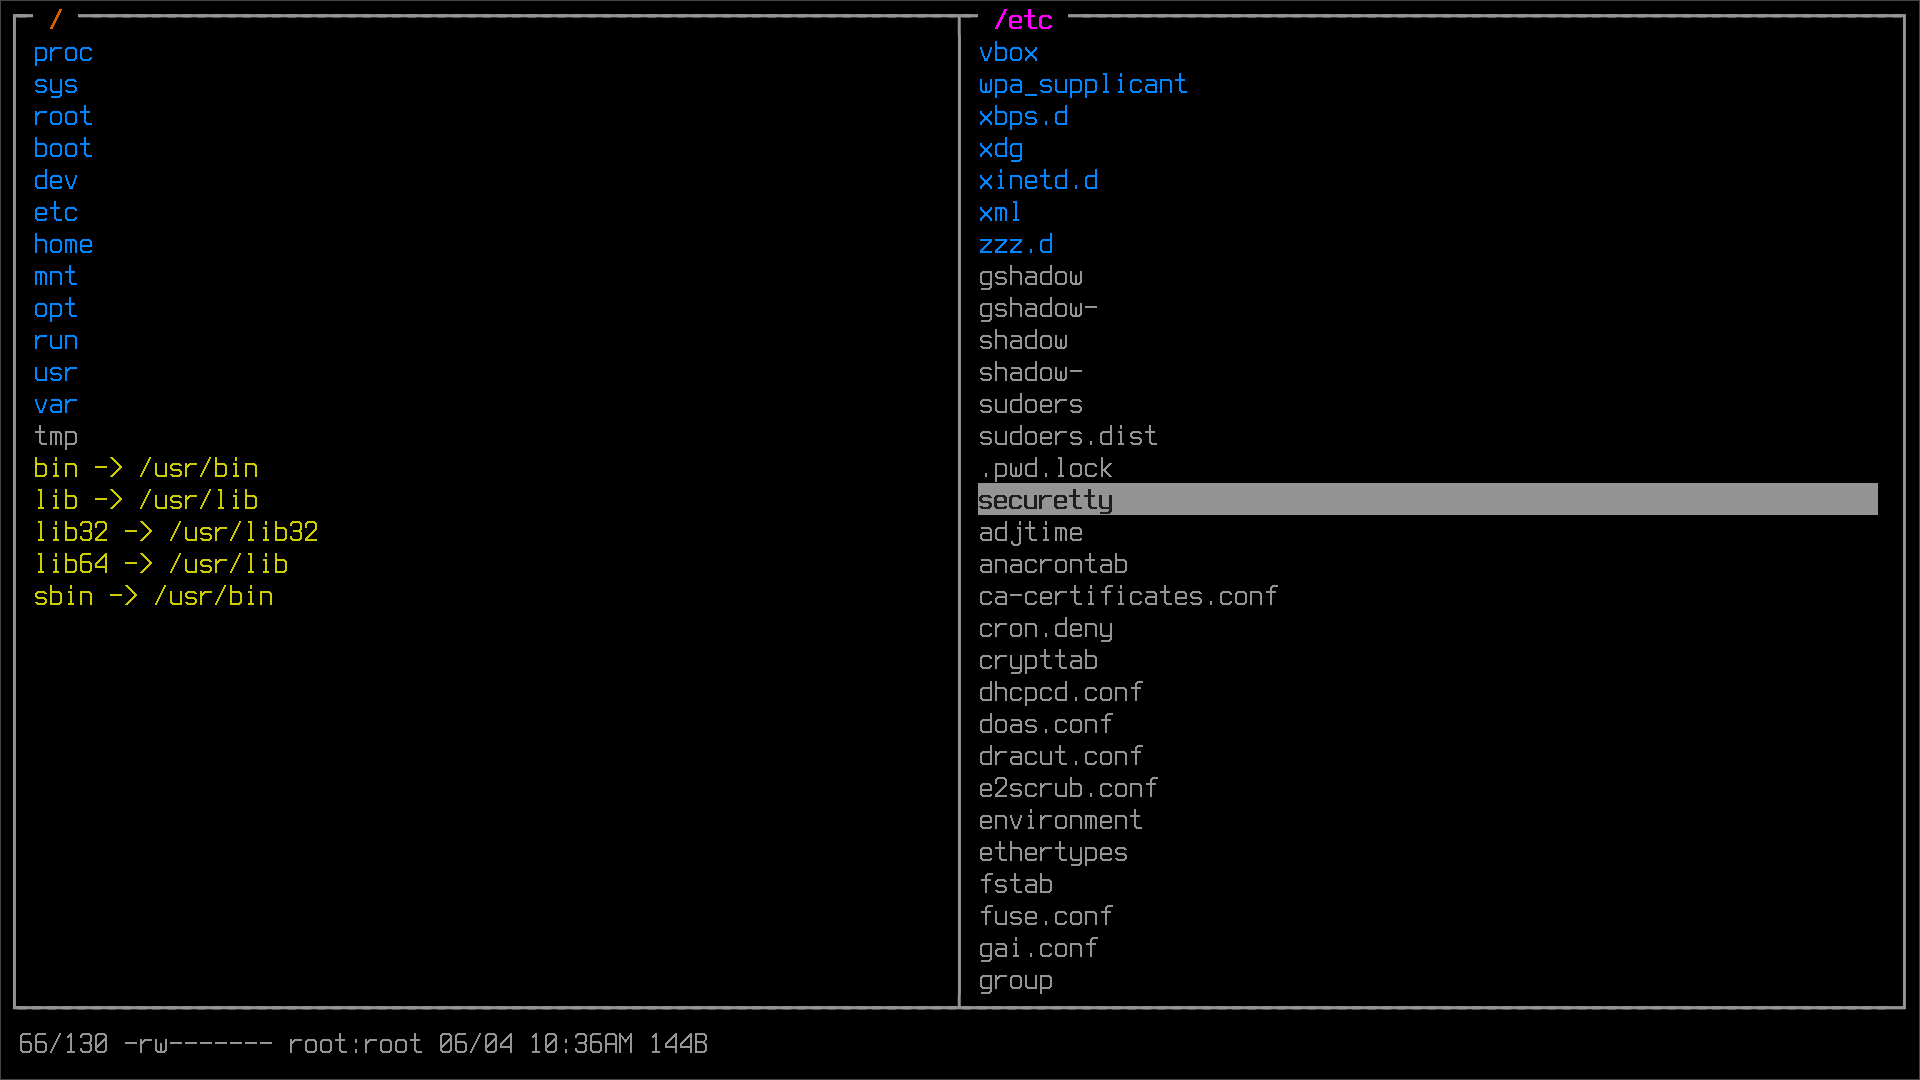 /
proc
sys
root
boot
dev
etc
home
mnt
opt
run
usr
var
tmp
bin -> /usr/bin
lib -> /usr/lib
lib32 -> /usr/lib32
lib64 -> /usr/lib
sbin -> /usr/bin
/etc
vbox
wpa_supplicant
xbps.d
xdg
xinetd.d
xml
zzz.d
gshadow
gshadow-
shadow
shadow-
sudoers
sudoers.dist
.pwd.lock
securetty
adjtime
anacrontab
ca-certificates.conf
cron.deny
crypttab
dhcpcd.conf
doas.conf
dracut.conf
e2scrub.conf
environment
ethertypes
fstab
fuse.conf
gai.conf
group
66/130 -rw------- root:root 06/04 10:36AM 144B